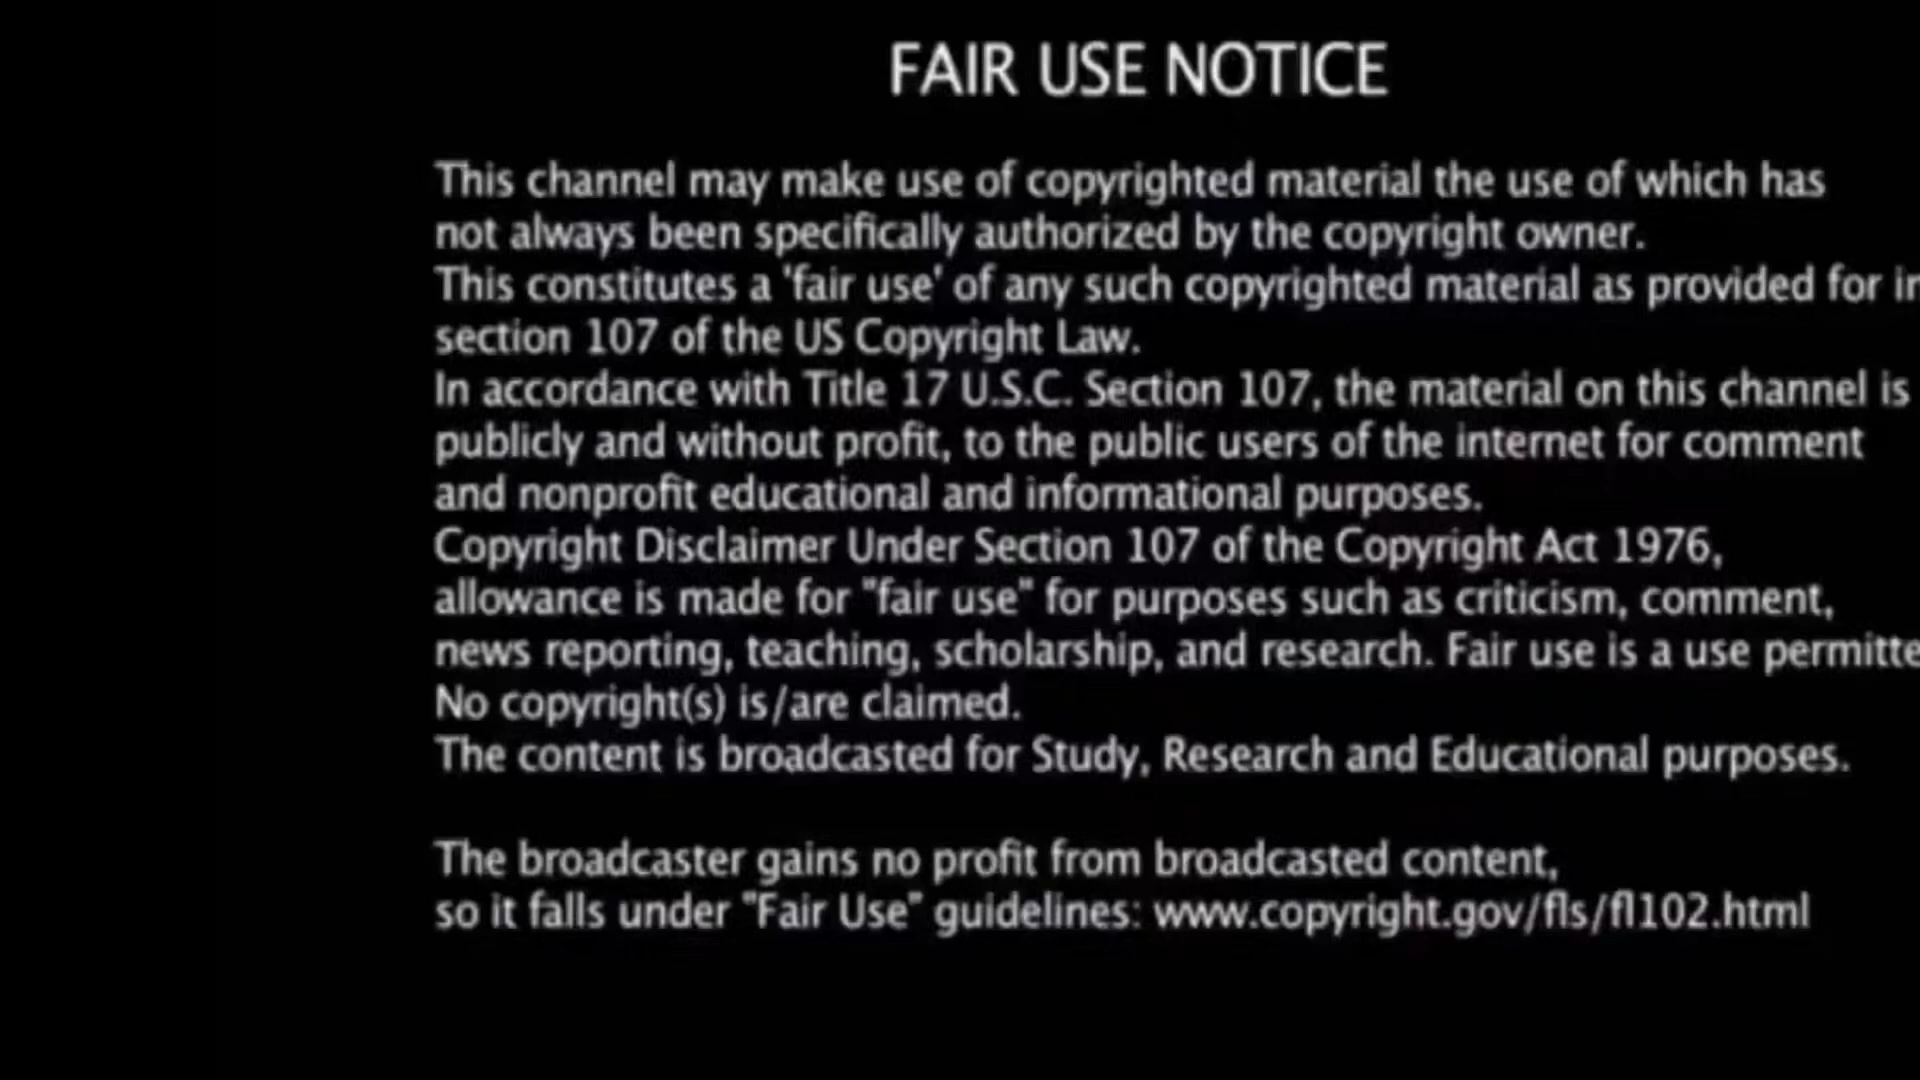 FAIR USE NOTICE
This channel may make use of copyrighted material the use of which has
not always been specifically authorized by the copyright owner.
This constitutes a 'fair use' of any such copyrighted material as provided for in
section 107 of the US Copyright Law.
In accordance with Title 17 U.S.C. Section 107, the material on this channel is
publicly and without profit, to the public users of the internet for comment
and nonprofit educational and informational purposes.
Copyright Disclaimer Under Section 107 of the Copyright Act 1976,
allowance is made for "fair use" for purposes such as criticism, comment,
news reporting, teaching, scholarship, and research. Fair use is a use permitte
No copyright(s) is/are claimed.
The content is broadcasted for Study, Research and Educational purposes.
The broadcaster gains no profit from broadcasted content,
so it falls under "Fair Use" guidelines: www.copyright.gov/fls/fl102.html